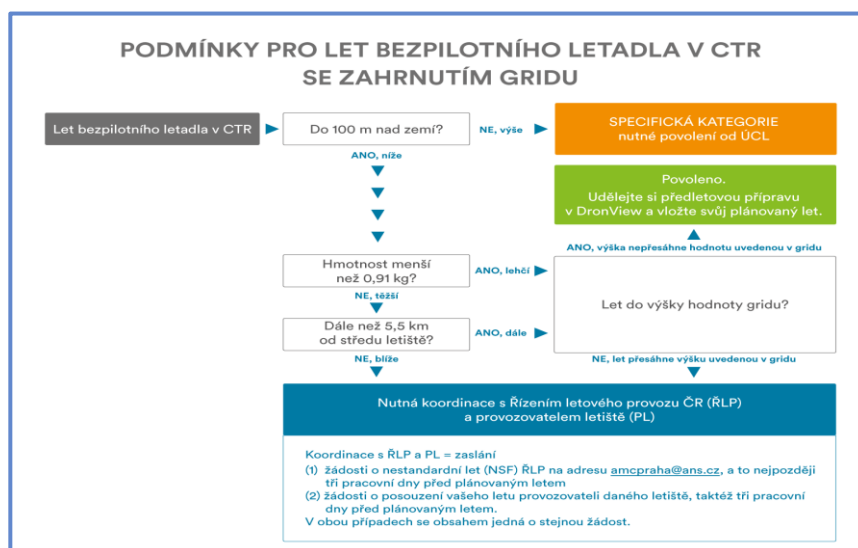 PODMÍNKY PRO LET BEZPILOTNÍHO LETADLA V CTR
SE ZAHRNUTÍM GRIDU
Let bezpilotního letadla v CTR
Do 100 m nad zemí?
NE, výše
SPECIFICKÁ KATEGORIE
nutné povolení od ÚCL
ANO, níže
Povoleno.
Udělejte si předletovou přípravu
v DronView a vložte svůj plánovaný let.
ANO, výška nepřesáhne hodnotu uvedenou v gridu
Hmotnost menší
než 0,91 kg?
ANO, lehčí
Let do výšky hodnoty gridu?
NE, těžší
Dále než 5,5 km
od středu letiště?
ANO, dále
NE, blíže
NE, let přesáhne výšku uvedenou v gridu
Nutná koordinace s Řízením letového provozu ČR (ŘLP)
a provozovatelem letiště (PL)
Koordinace s ŘLP a PL = zaslání
(1) žádosti o nestandardní let (NSF) ŘLP na adresu amcpraha@ans.cz, a to nejpozději
tři pracovní dny před plánovaným letem
(2) žádosti o posouzení vašeho letu provozovateli daného letiště, taktéž tři pracovní
dny před plánovaným letem.
V obou případech se obsahem jedná o stejnou žádost.